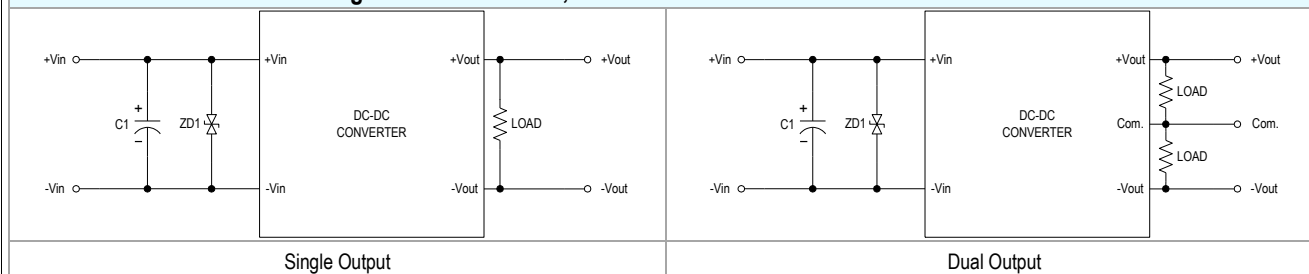 +Vin
+Vin
+Vout
+Vout
C1
+
−
ZD1
DC-DC
CONVERTER
LOAD
-Vin
-Vin
-Vout
-Vout
Single Output
+Vin
+Vin
+Vout
+Vout
LOAD
C1
+
−
ZD1
DC-DC
CONVERTER
Com.
Com.
LOAD
-Vin
-Vin
-Vout
-Vout
Dual Output